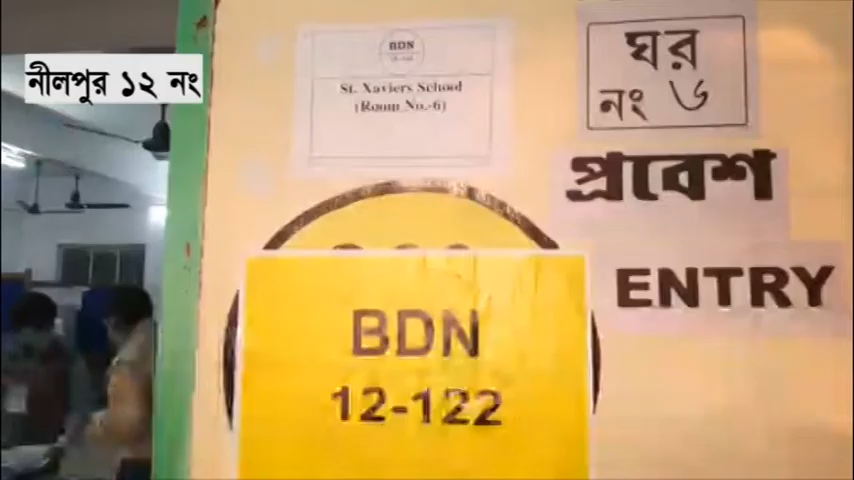 নীলপুর ১২ নং
BDN
St. Xaviers School
(Room No.-6)
ঘর
নং ৬
প্রবেশ
ENTRY
BDN
12-122